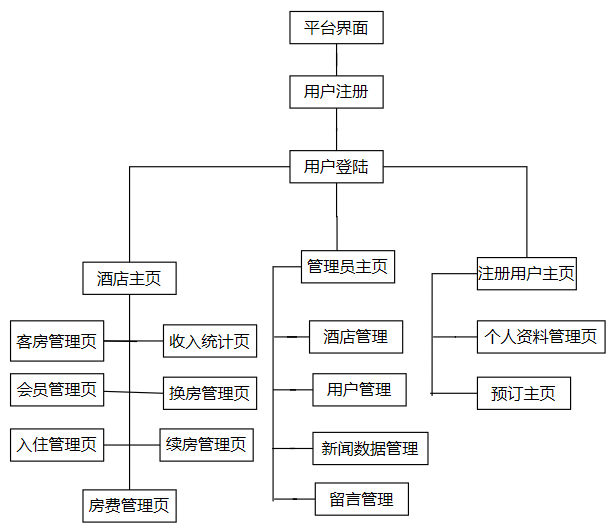 平台界面
用户注册
用户登陆
酒店主页
管理员主页
注册用户主页
客房管理页
收入统计页
酒店管理
个人资料管理页
会员管理页
换房管理页
用户管理
预订主页
入住管理页
续房管理页
新闻数据管理
房费管理页
留言管理